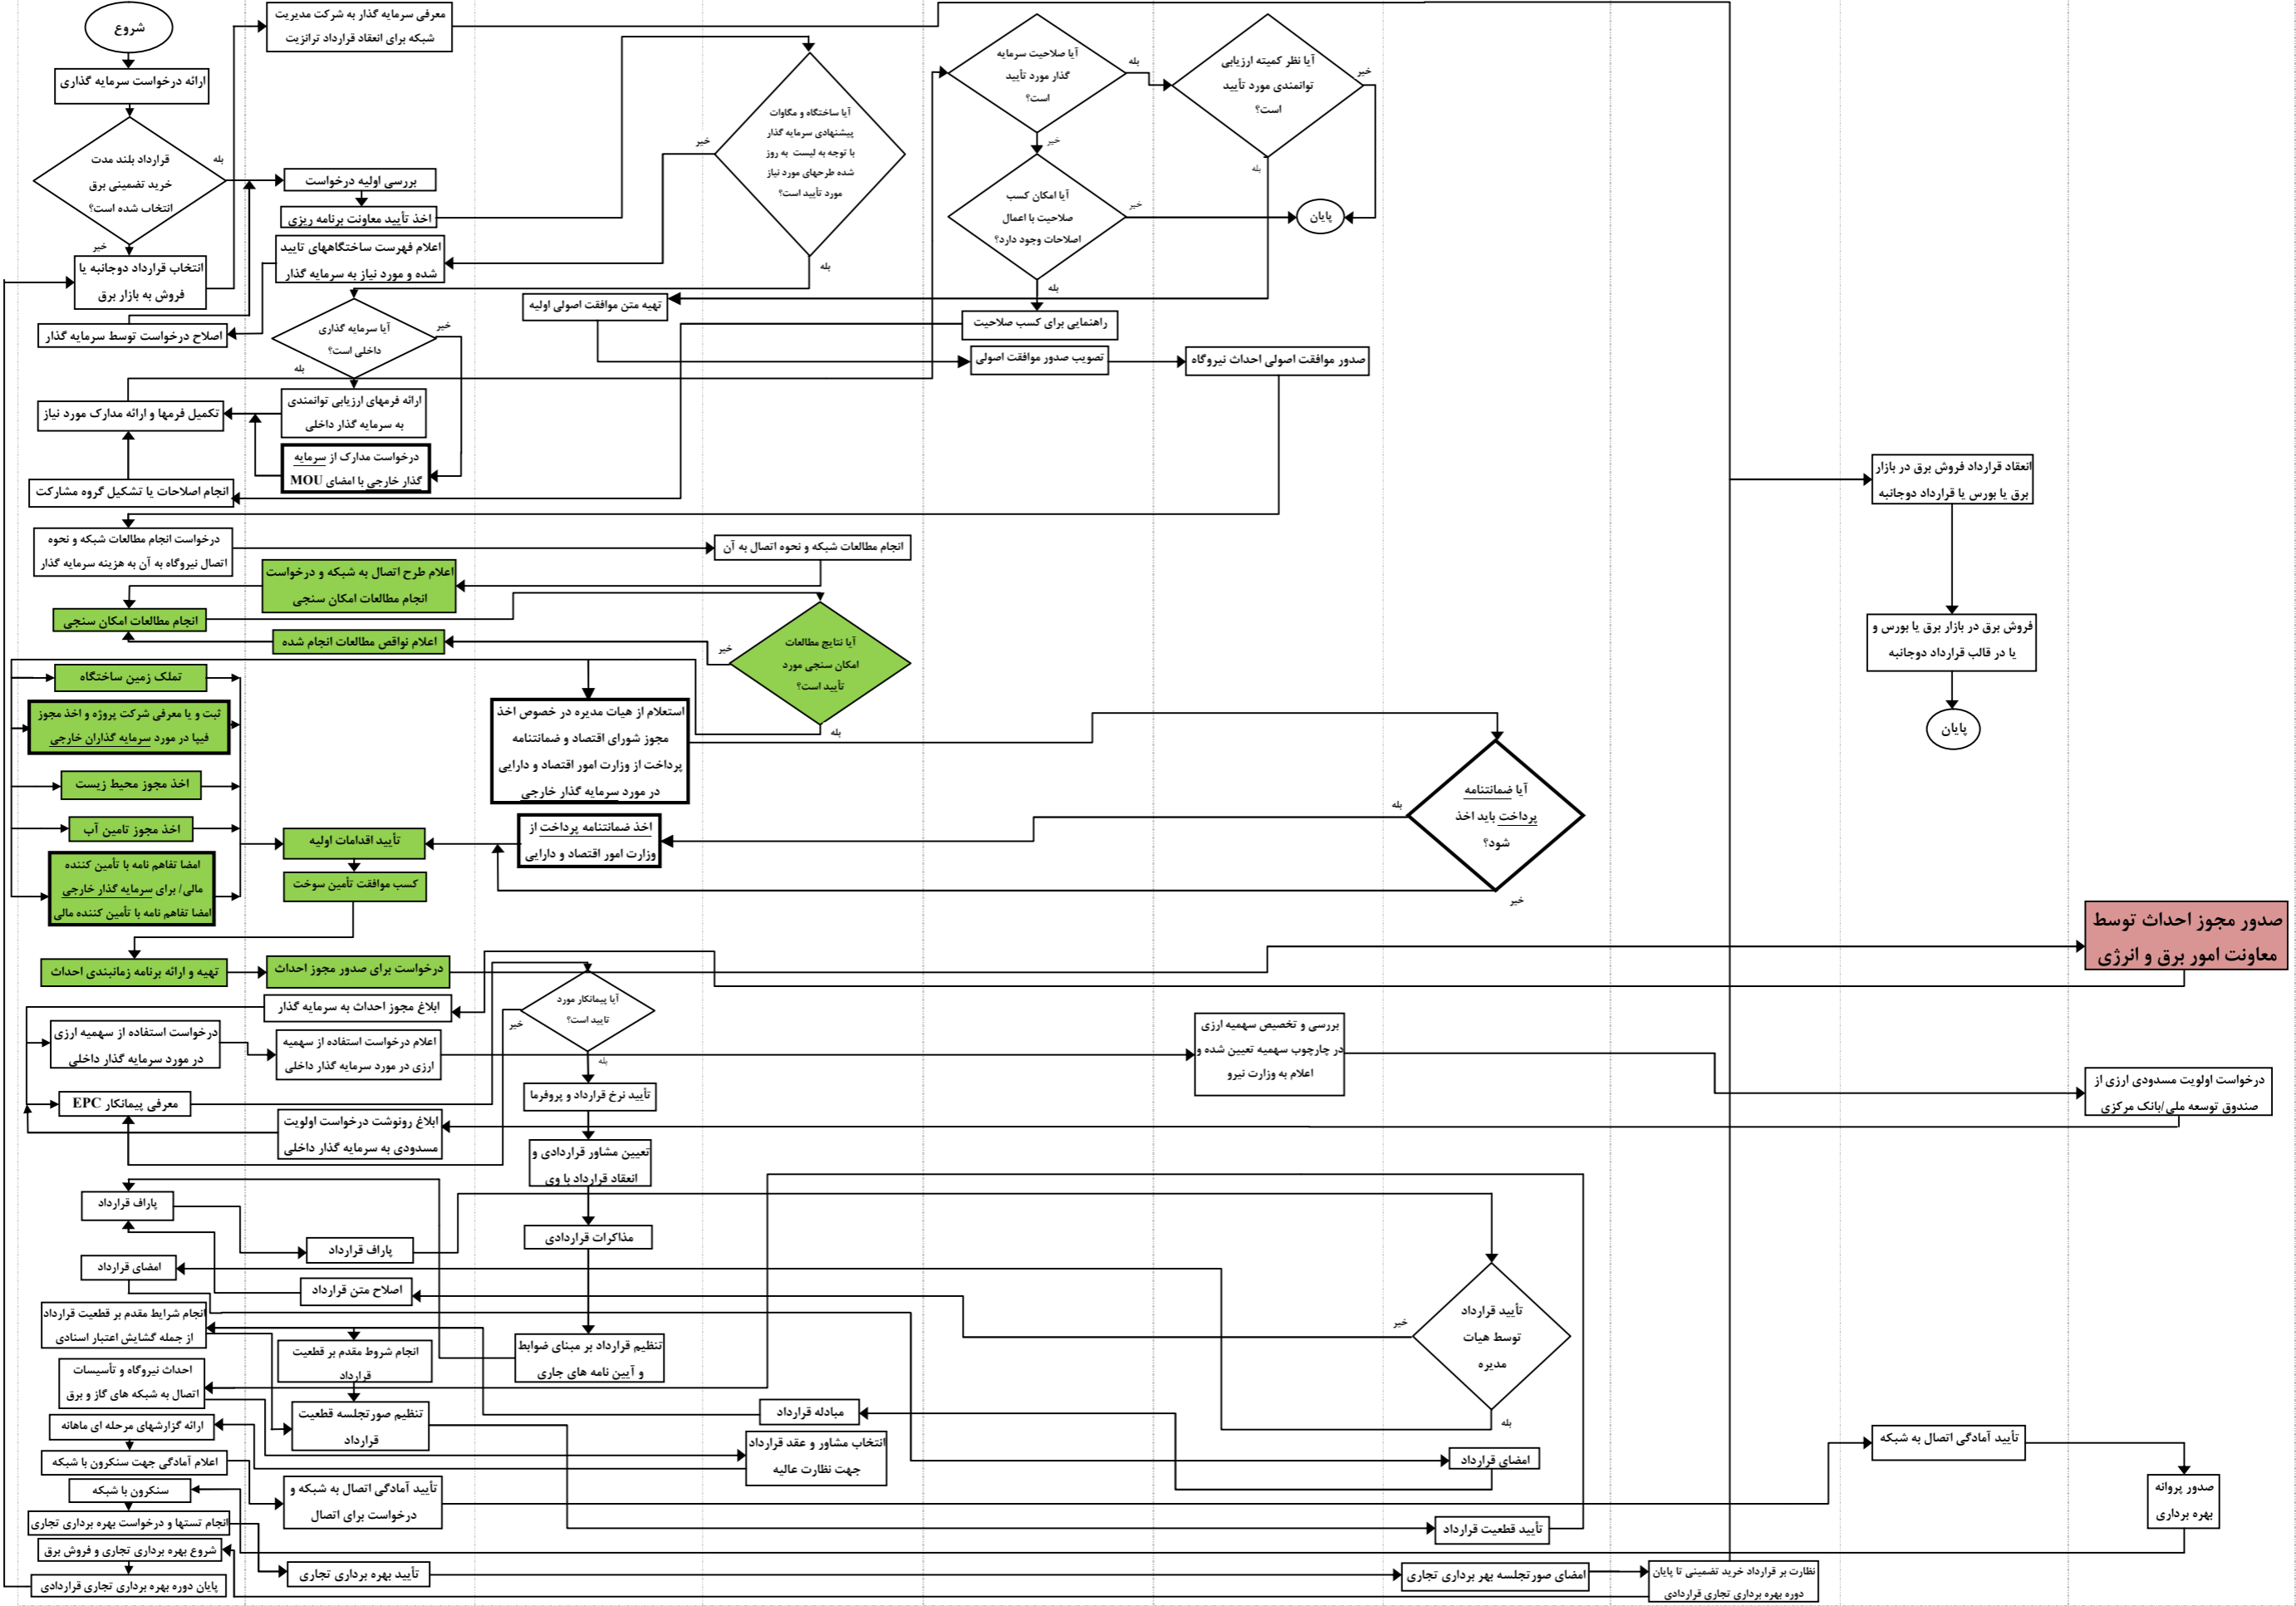 شروع
ارائه درخواست سرمایه گذاری
قرارداد بلند مدت
خرید تضمینی برق
انتخاب شده است؟
بله
خیر
انتخاب قرارداد دوجانبه یا
فروش به بازار برق
معرفی سرمایه گذار به شرکت مدیریت
شبکه برای انعقاد قرارداد ترانزیت
بررسی اولیه درخواست
اخذ تأیید معاونت برنامه ریزی
آیا ساختگاه و مگاوات
پیشنهادی سرمایه گذار
با توجه به لیست به روز
شده طرحهای مورد نیاز
مورد تأیید است؟
خیر
بله
اعلام فهرست ساختگاههای تایید
شده و مورد نیاز به سرمایه گذار
اصلاح درخواست توسط سرمایه گذار
آیا سرمایه گذاری
داخلی است؟
خیر
بله
ارائه فرمهای ارزیابی توانمندی
به سرمایه گذار داخلی
درخواست مدارک از سرمایه
گذار خارجی با امضای MOU
تکمیل فرمها و ارائه مدارک مورد نیاز
انجام اصلاحات یا تشکیل گروه مشارکت
آیا صلاحیت سرمایه
گذار مورد تأیید
است؟
بله
خیر
آیا نظر کمیته ارزیابی
توانمندی مورد تأیید
است؟
خیر
بله
آیا امکان کسب
صلاحیت با اعمال
اصلاحات وجود دارد؟
خیر
بله
پایان
راهنمایی برای کسب صلاحیت
تهیه متن موافقت اصولی اولیه
تصویب صدور موافقت اصولی
صدور موافقت اصولی احداث نیروگاه
درخواست انجام مطالعات شبکه و نحوه
اتصال نیروگاه به آن به هزینه سرمایه گذار
انجام مطالعات شبکه و نحوه اتصال به آن
اعلام طرح اتصال به شبکه و درخواست
انجام مطالعات امکان سنجی
انجام مطالعات امکان سنجی
اعلام نواقص مطالعات انجام شده
آیا نتایج مطالعات
امکان سنجی مورد
تأیید است؟
خیر
بله
انعقاد قرارداد فروش برق در بازار
برق یا بورس یا قرارداد دوجانبه
فروش برق در بازار برق یا بورس و
یا در قالب قرارداد دوجانبه
پایان
تملک زمین ساختگاه
ثبت و یا معرفی شرکت پروژه و اخذ مجوز
فیپا در مورد سرمایه گذاران خارجی
اخذ مجوز محیط زیست
اخذ مجوز تامین آب
امضا تفاهم نامه با تأمین کننده
مالی/ برای سرمایه گذار خارجی
امضا تفاهم نامه با تأمین کننده مالی
استعلام از هیات مدیره در خصوص اخذ
مجوز شورای اقتصاد و ضمانتنامه
پرداخت از وزارت امور اقتصاد و دارایی
در مورد سرمایه گذار خارجی
آیا ضمانتنامه
پرداخت باید اخذ
شود؟
بله
خیر
اخذ ضمانتنامه پرداخت از
وزارت امور اقتصاد و دارایی
تأیید اقدامات اولیه
کسب موافقت تأمین سوخت
تهیه و ارائه برنامه زمانبندی احداث
درخواست برای صدور مجوز احداث
صدور مجوز احداث توسط
معاونت امور برق و انرژی
ابلاغ مجوز احداث به سرمایه گذار
درخواست استفاده از سهمیه ارزی
در مورد سرمایه گذار داخلی
اعلام درخواست استفاده از سهمیه
ارزی در مورد سرمایه گذار داخلی
آیا پیمانکار مورد
تایید است؟
خیر
بله
بررسی و تخصیص سهمیه ارزی
در چارچوب سهمیه تعیین شده و
اعلام به وزارت نیرو
درخواست اولویت مسدودی ارزی از
صندوق توسعه ملی/بانک مرکزی
معرفی پیمانکار EPC
تأیید نرخ قرارداد و پروفرما
ابلاغ رونوشت درخواست اولویت
مسدودی به سرمایه گذار داخلی
تعیین مشاور قراردادی و
انعقاد قرارداد با وی
مذاکرات قراردادی
تنظیم قرارداد بر مبنای ضوابط
و آیین نامه های جاری
پاراف قرارداد
پاراف قرارداد
امضای قرارداد
اصلاح متن قرارداد
تأیید قرارداد
توسط هیات
مدیره
خیر
بله
انجام شرایط مقدم بر قطعیت قرارداد
از جمله گشایش اعتبار اسنادی
انجام شروط مقدم بر قطعیت
قرارداد
احداث نیروگاه و تأسیسات
اتصال به شبکه های گاز و برق
تنظیم صورتجلسه قطعیت
قرارداد
مبادله قرارداد
ارائه گزارشهای مرحله ای ماهانه
انتخاب مشاور و عقد قرارداد
جهت نظارت عالیه
امضای قرارداد
تأیید آمادگی اتصال به شبکه
اعلام آمادگی جهت سنکرون با شبکه
سنکرون با شبکه
تأیید آمادگی اتصال به شبکه و
درخواست برای اتصال
صدور پروانه
بهره برداری
انجام تستها و درخواست بهره برداری تجاری
تأیید قطعیت قرارداد
شروع بهره برداری تجاری و فروش برق
تأیید بهره برداری تجاری
امضای صورتجلسه بهر برداری تجاری
نظارت بر قرارداد خرید تضمینی تا پایان
دوره بهره برداری تجاری قراردادی
پایان دوره بهره برداری تجاری قراردادی